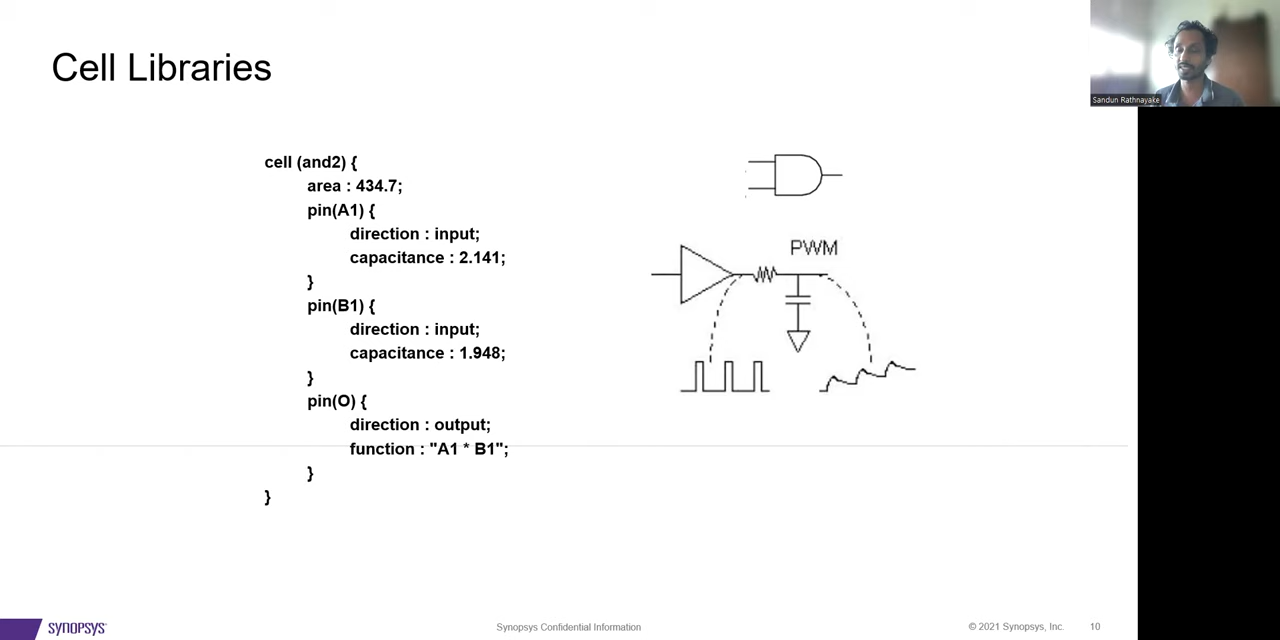 Cell Libraries
Sandun Rathnayake
cell (and2) {
area : 434.7;
pin(A1) {
direction : input;
capacitance : 2.141;
}
pin(B1) {
direction : input;
capacitance : 1.948;
}
pin(O) {
direction : output;
function : "A1 * B1";
}
}
PWM
SYNOPSYS®
Synopsys Confidential Information
© 2021 Synopsys, Inc.
10